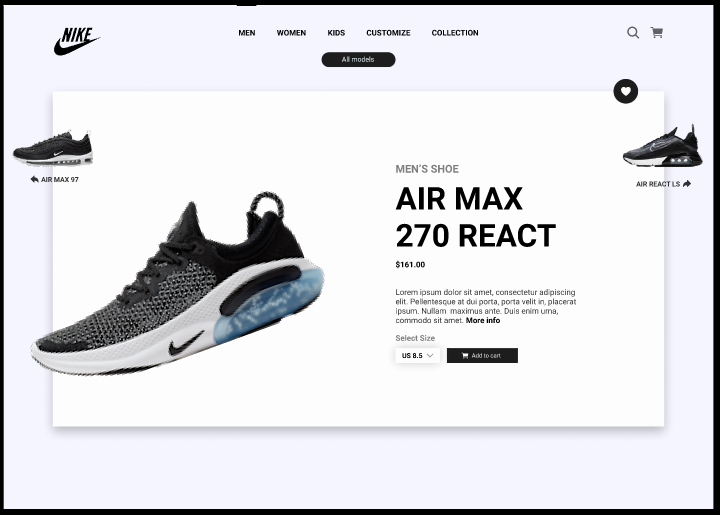 NIKE
MEN WOMEN KIDS CUSTOMIZE COLLECTION
All models
AIR MAX 97
AIR REACT LS
MEN'S SHOE
AIR MAX
270 REACT
$161.00
Lorem ipsum dolor sit amet, consectetur adipiscing
elit. Pellentesque at dui porta, porta velit in, placerat
ipsum. Nullam maximus ante. Duis enim uma,
commodo sit amet. More info
Select Size
US 8.5
Add to cart